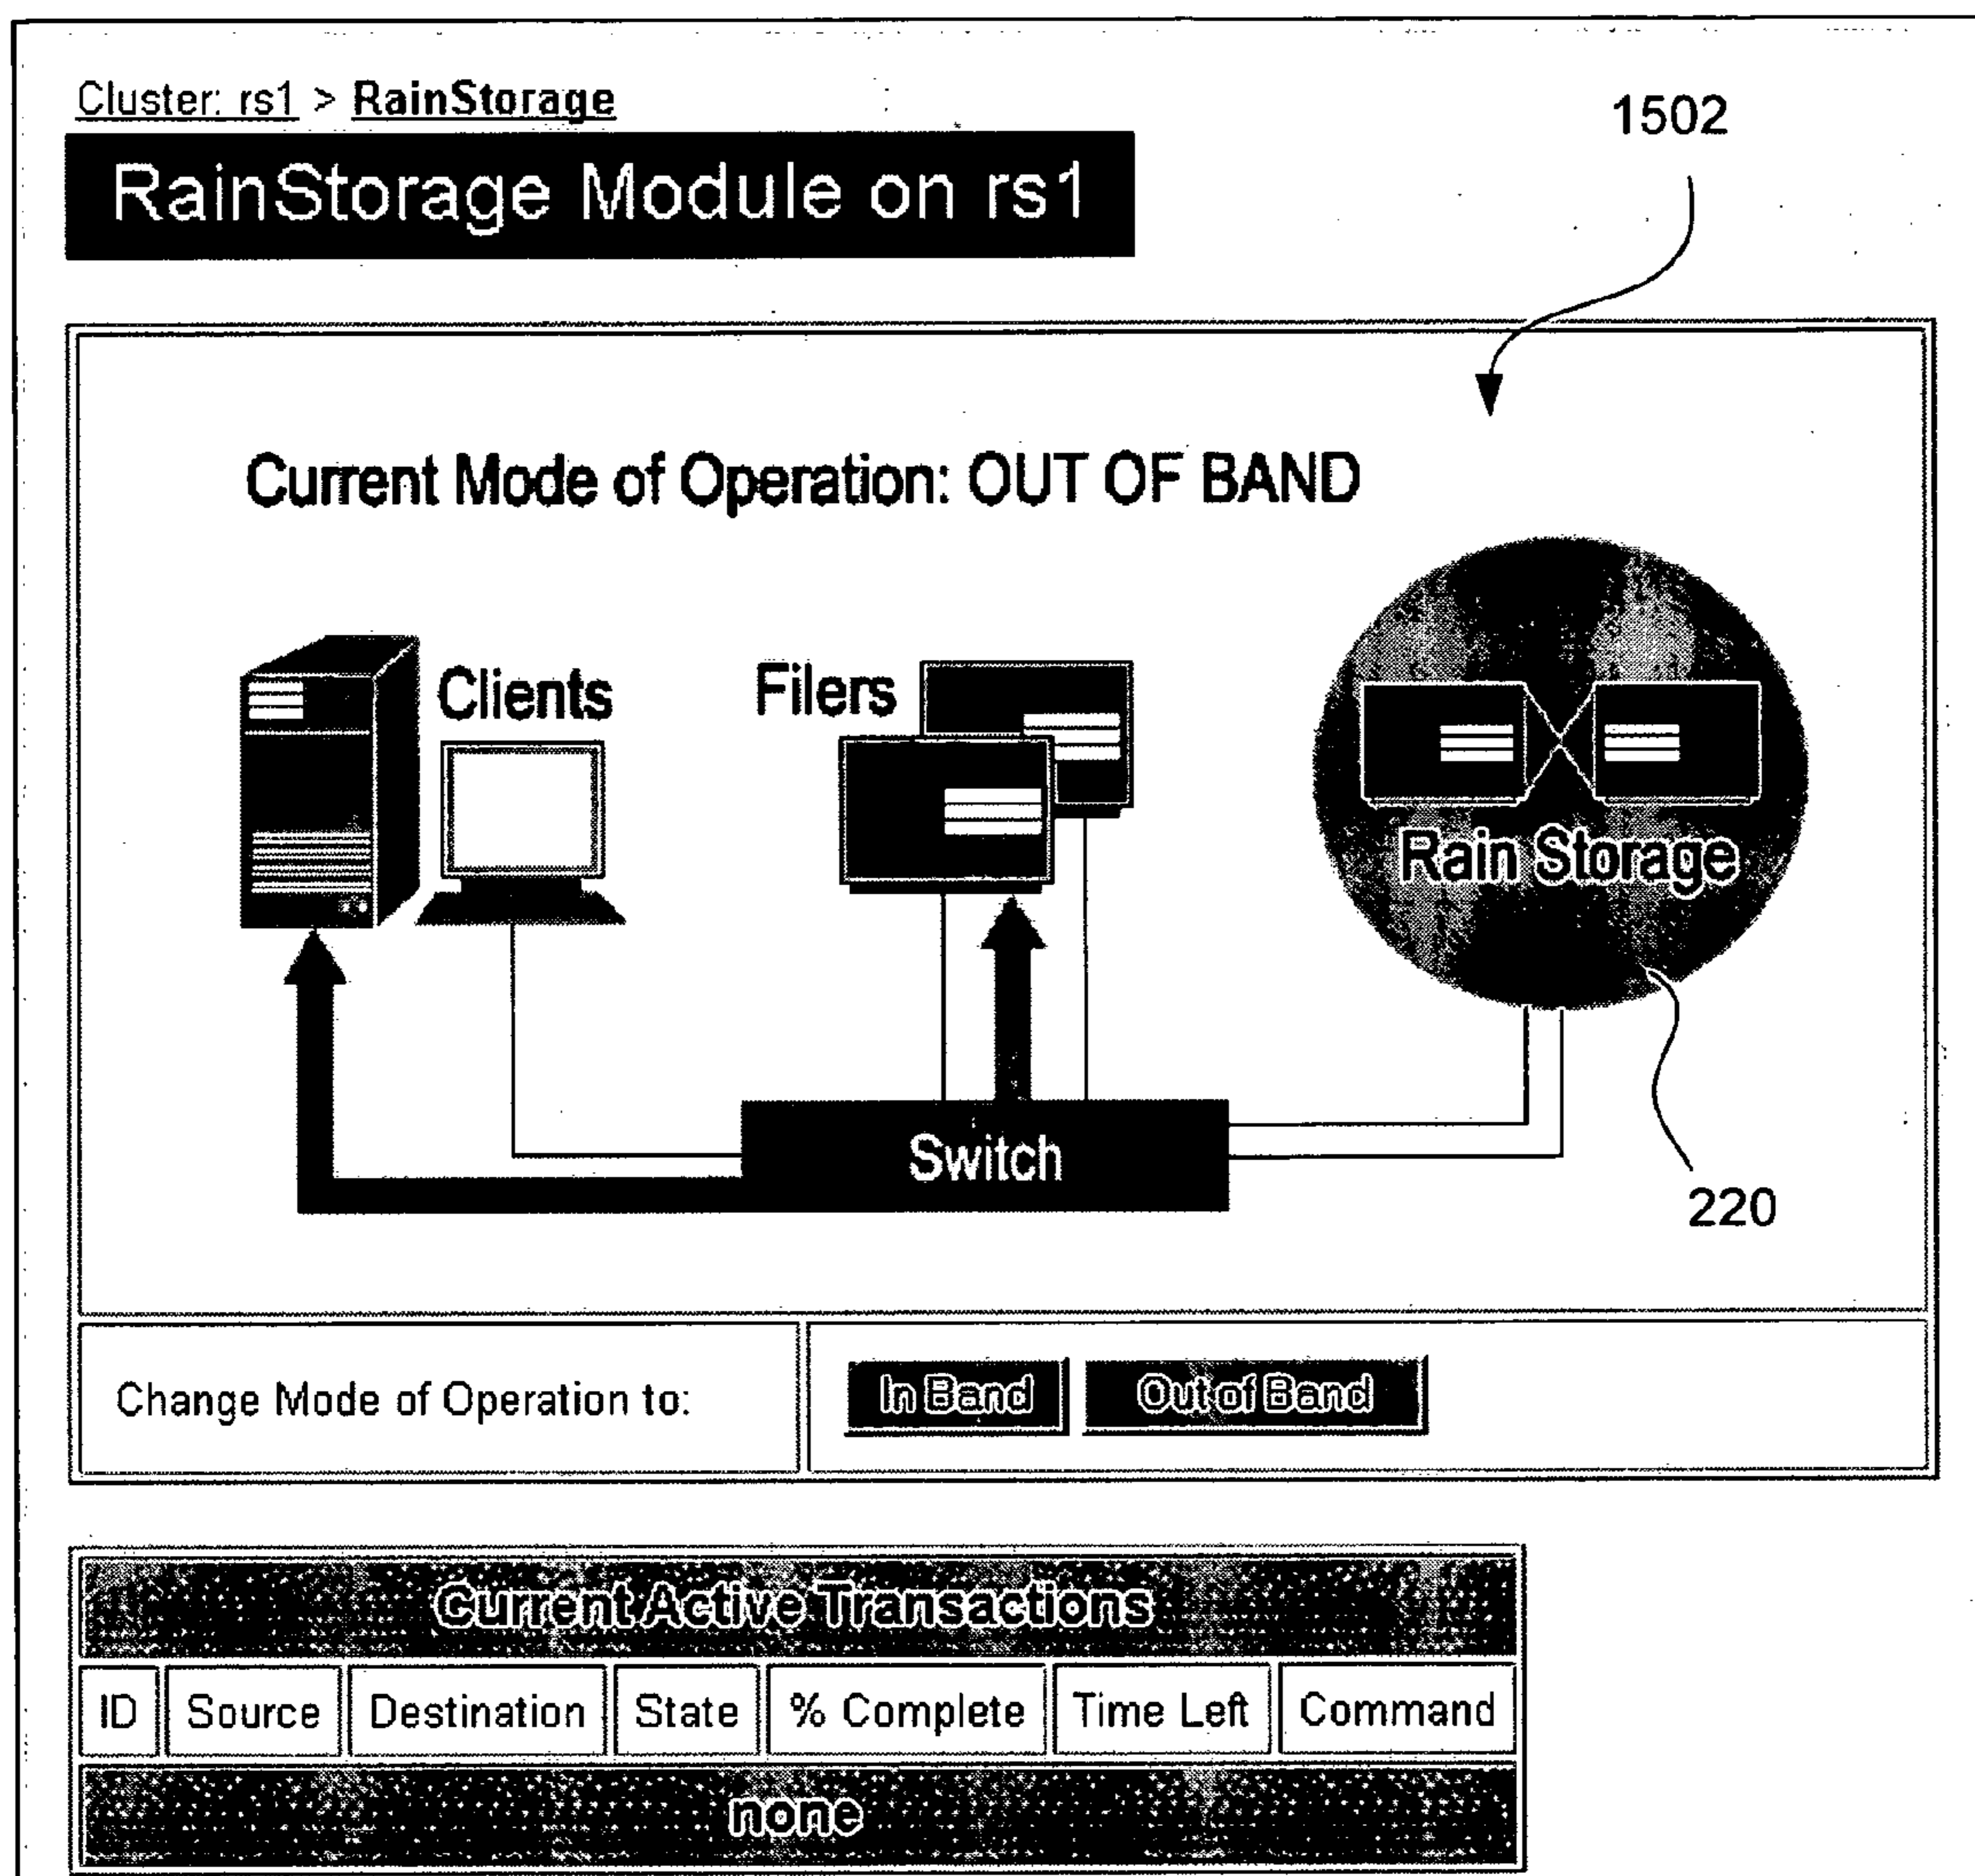 Cluster: rs1 > RainStorage
1502
RainStorage Module on rs1
Current Mode of Operation: OUT OF BAND
Clients
Filers
Rain Storage
Switch
220
Change Mode of Operation to:
In Band
Out of Band
Current Active Transactions
ID Source Destination State % Complete Time Left Command
none